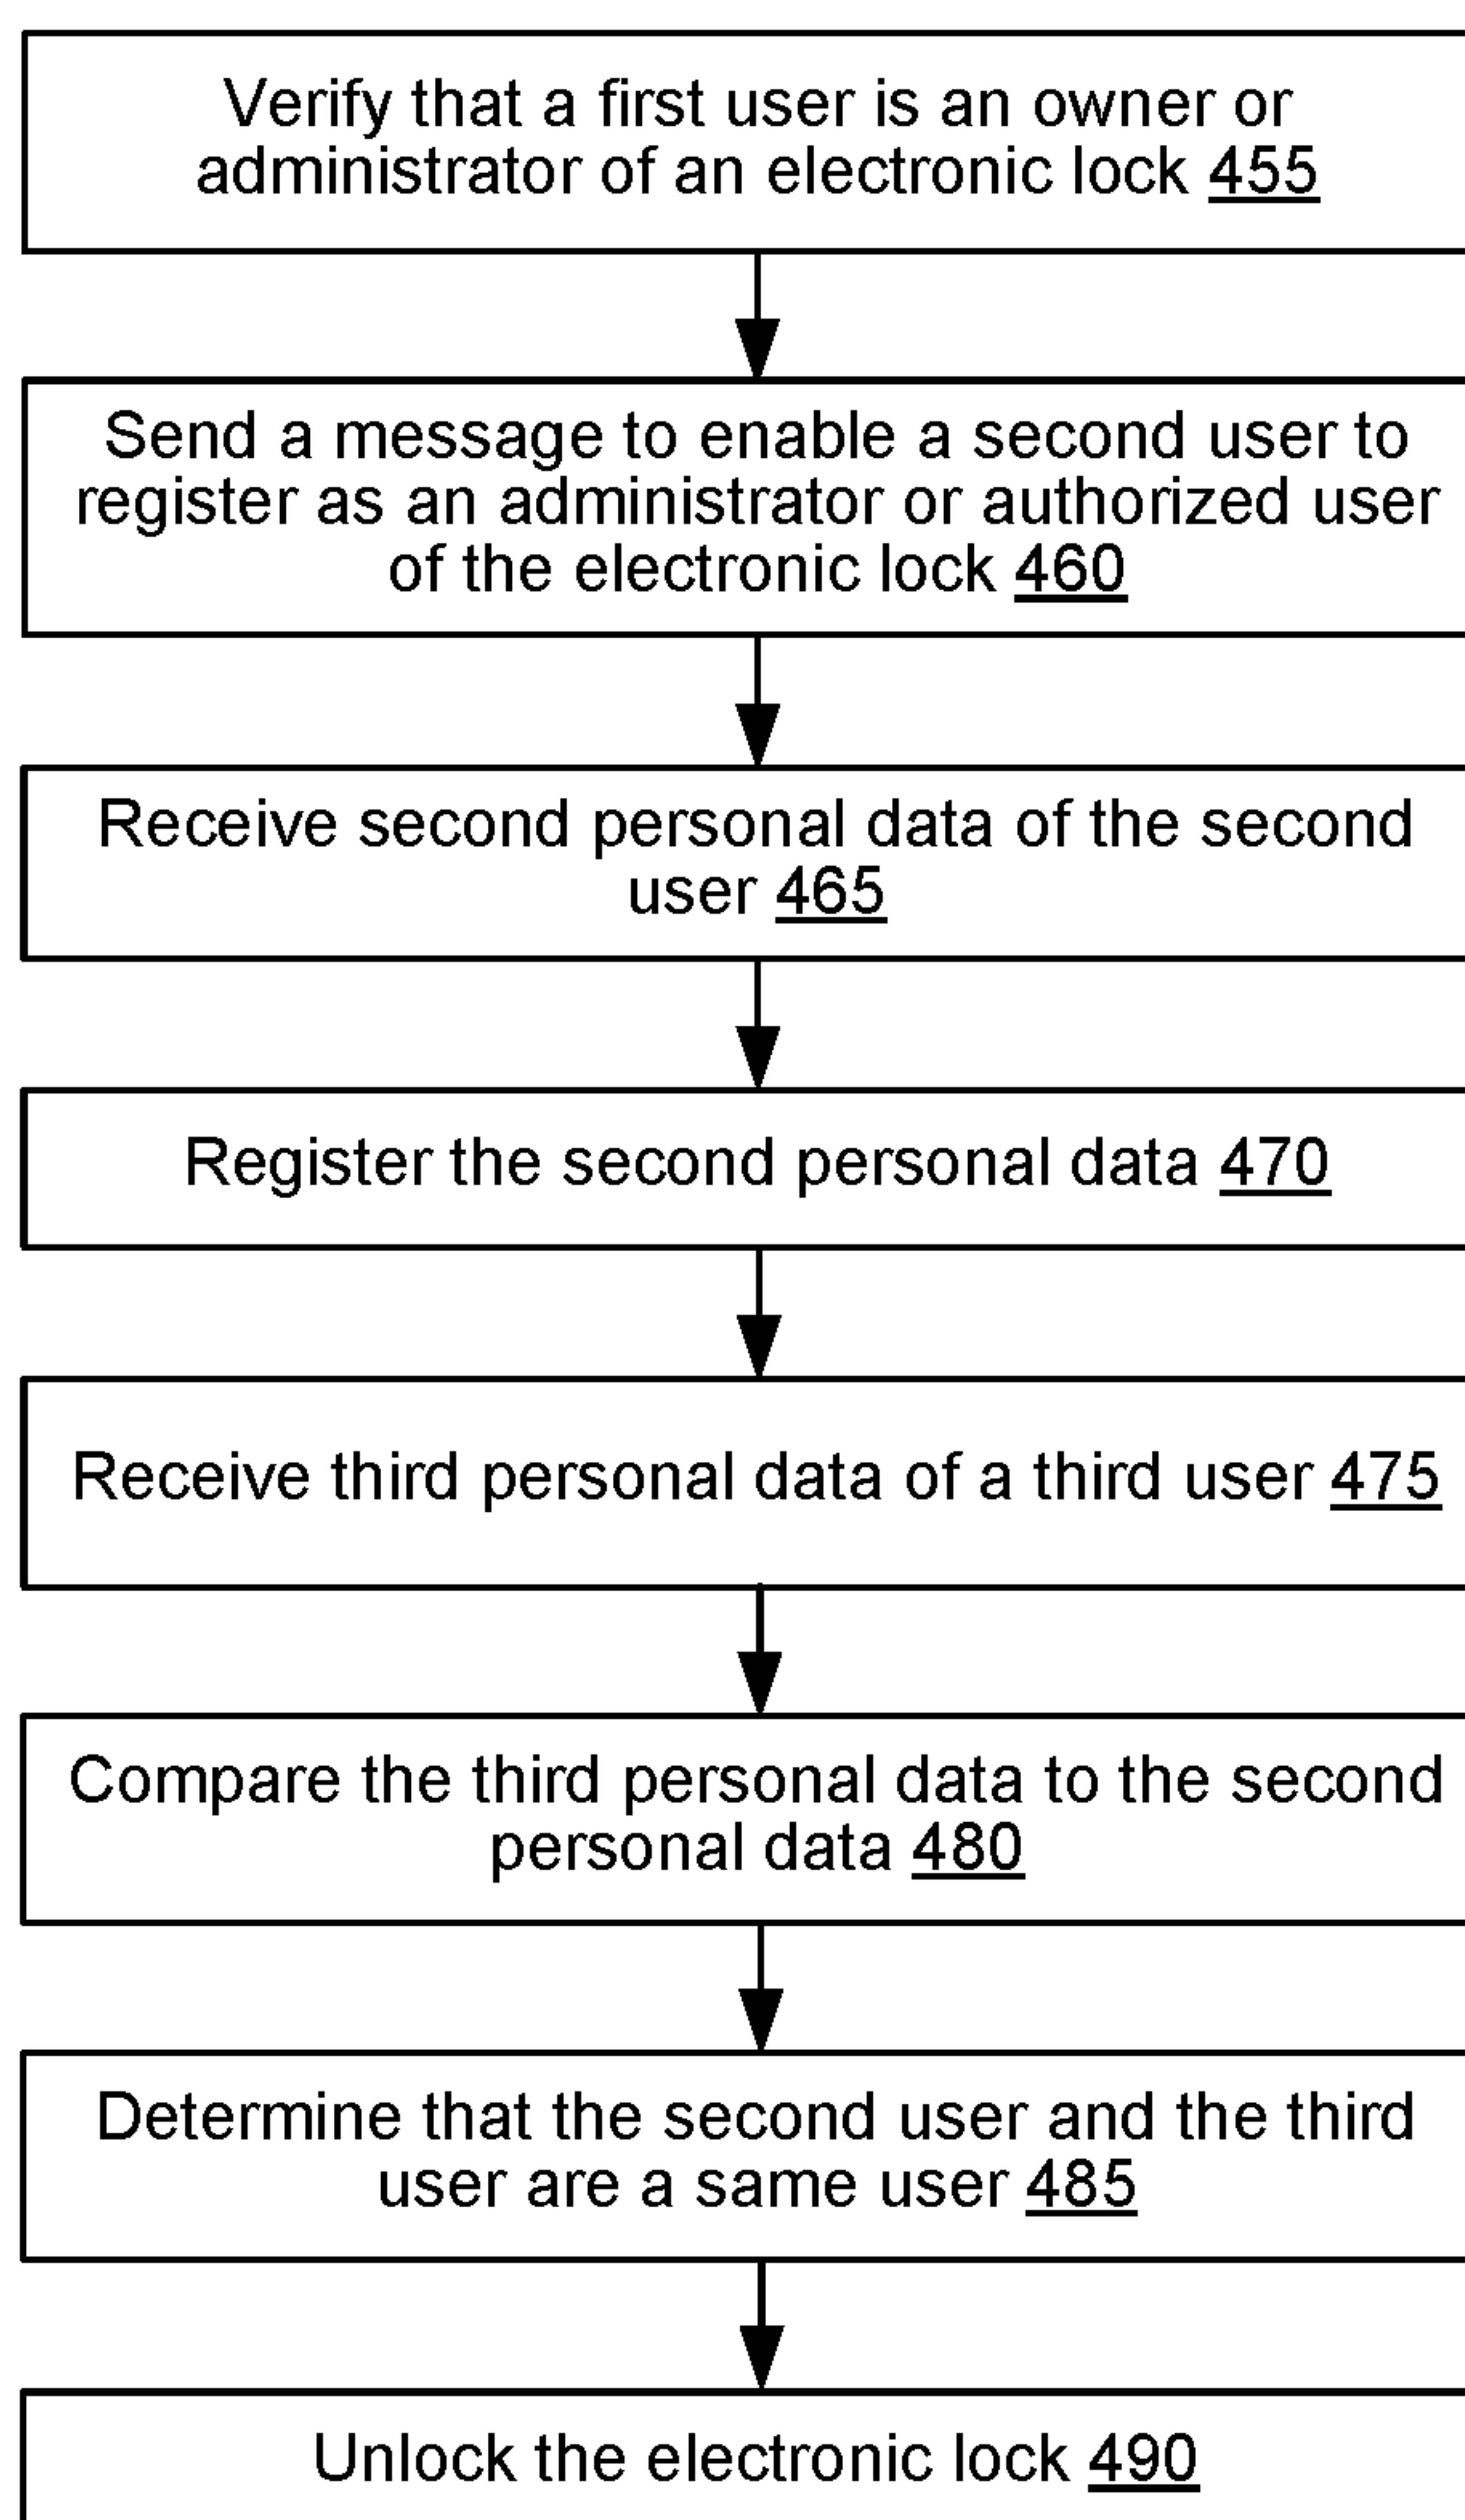 Verify that a first user is an owner or
administrator of an electronic lock 455
Send a message to enable a second user to
register as an administrator or authorized user
of the electronic lock 460
Receive second personal data of the second
user 465
Register the second personal data 470
Receive third personal data of a third user 475
Compare the third personal data to the second
personal data 480
Determine that the second user and the third
user are a same user 485
Unlock the electronic lock 490